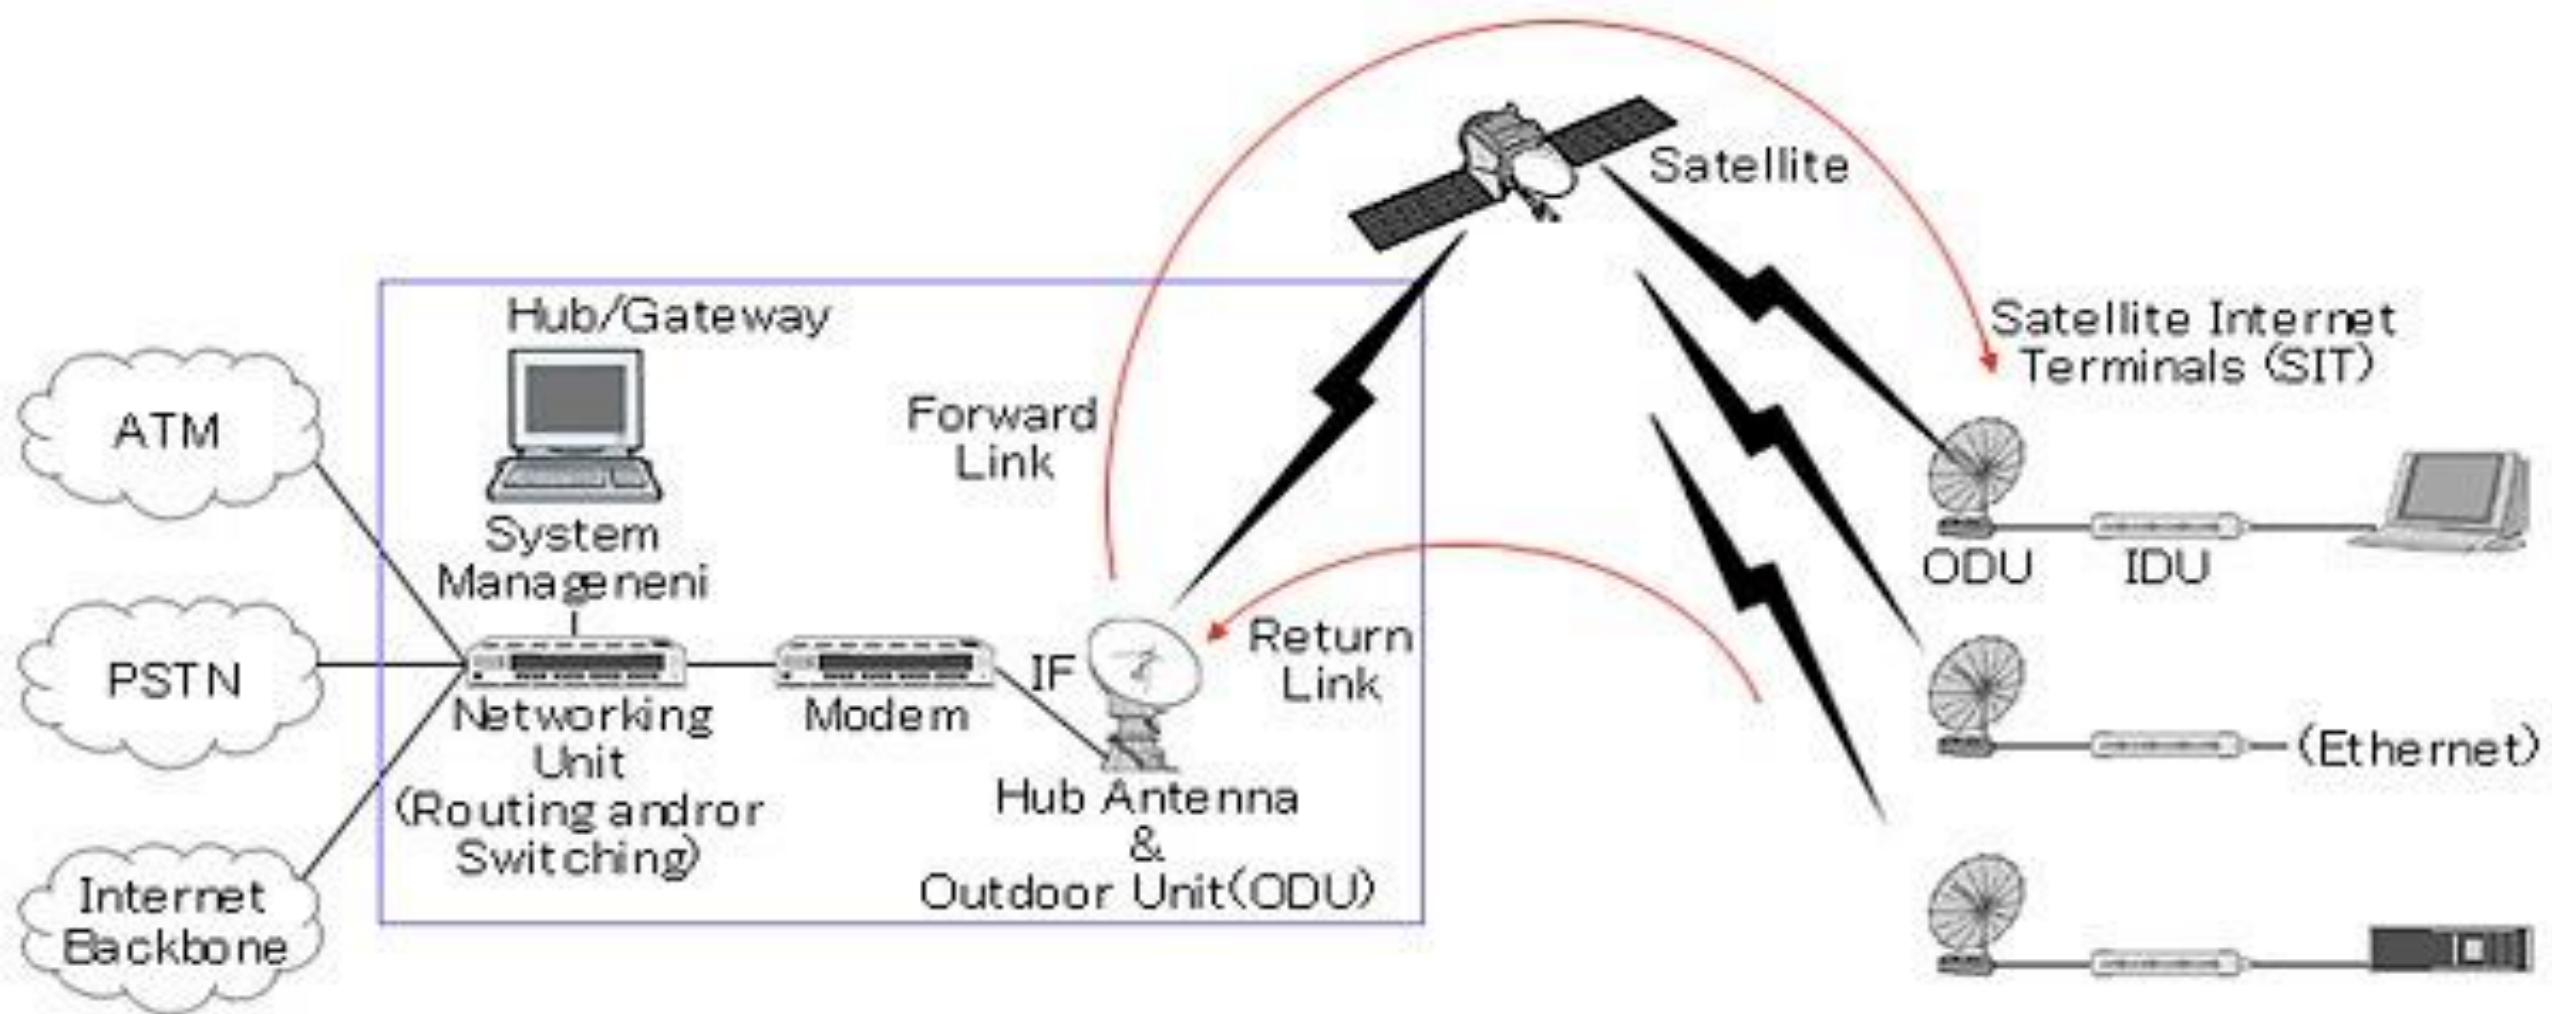 Satellite
Hub/Gateway
Satellite Internet
Terminals (SIT)
ATM
Forward
Link
System
Manageneni
ODU
IDU
Return
Link
IF
PSTN
Networking
Unit
(Routing andror
Switching)
Modem
(Ethernet)
Hub Antenna
&
Outdoor Unit(ODU)
Internet
Backbone